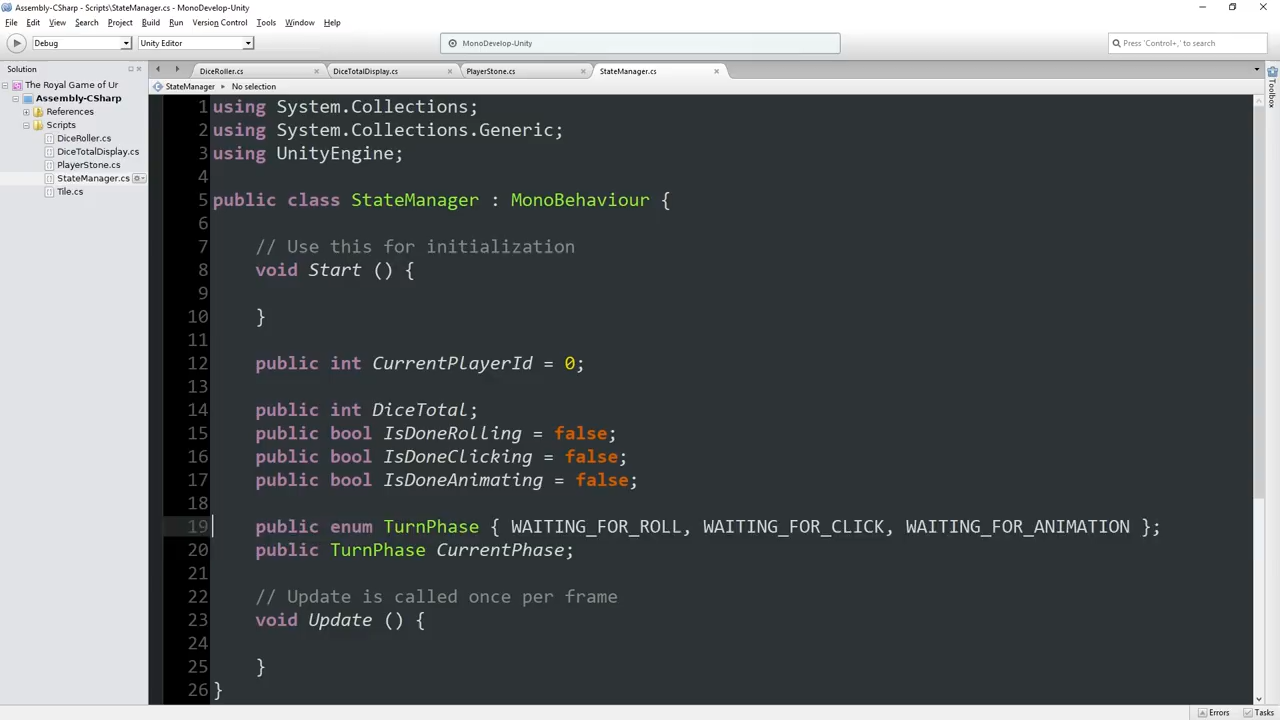 Assembly-CSharp - Scripts\StateManager.cs - MonoDevelop-Unity
File Edit View Search Project Build Run Version Control Tools Window Help
Debug Unity Editor MonoDevelop-Unity Press 'Control+,' to search
Solution
The Royal Game of Ur
Assembly-CSharp
References
Scripts
DiceRoller.cs
DiceTotalDisplay.cs
PlayerStone.cs
StateManager.cs
Tile.cs
DiceRoller.cs DiceTotalDisplay.cs PlayerStone.cs StateManager.cs
StateManager No selection
1 using System.Collections;
2 using System.Collections.Generic;
3 using UnityEngine;
4
5 public class StateManager : MonoBehaviour {
6
7 // Use this for initialization
8 void Start () {
9
10 }
11
12 public int CurrentPlayerId = 0;
13
14 public int DiceTotal;
15 public bool IsDoneRolling = false;
16 public bool IsDoneClicking = false;
17 public bool IsDoneAnimating = false;
18
19 public enum TurnPhase { WAITING_FOR_ROLL, WAITING_FOR_CLICK, WAITING_FOR_ANIMATION };
20 public TurnPhase CurrentPhase;
21
22 // Update is called once per frame
23 void Update () {
24
25 }
26 }
Toolbox
Errors Tasks